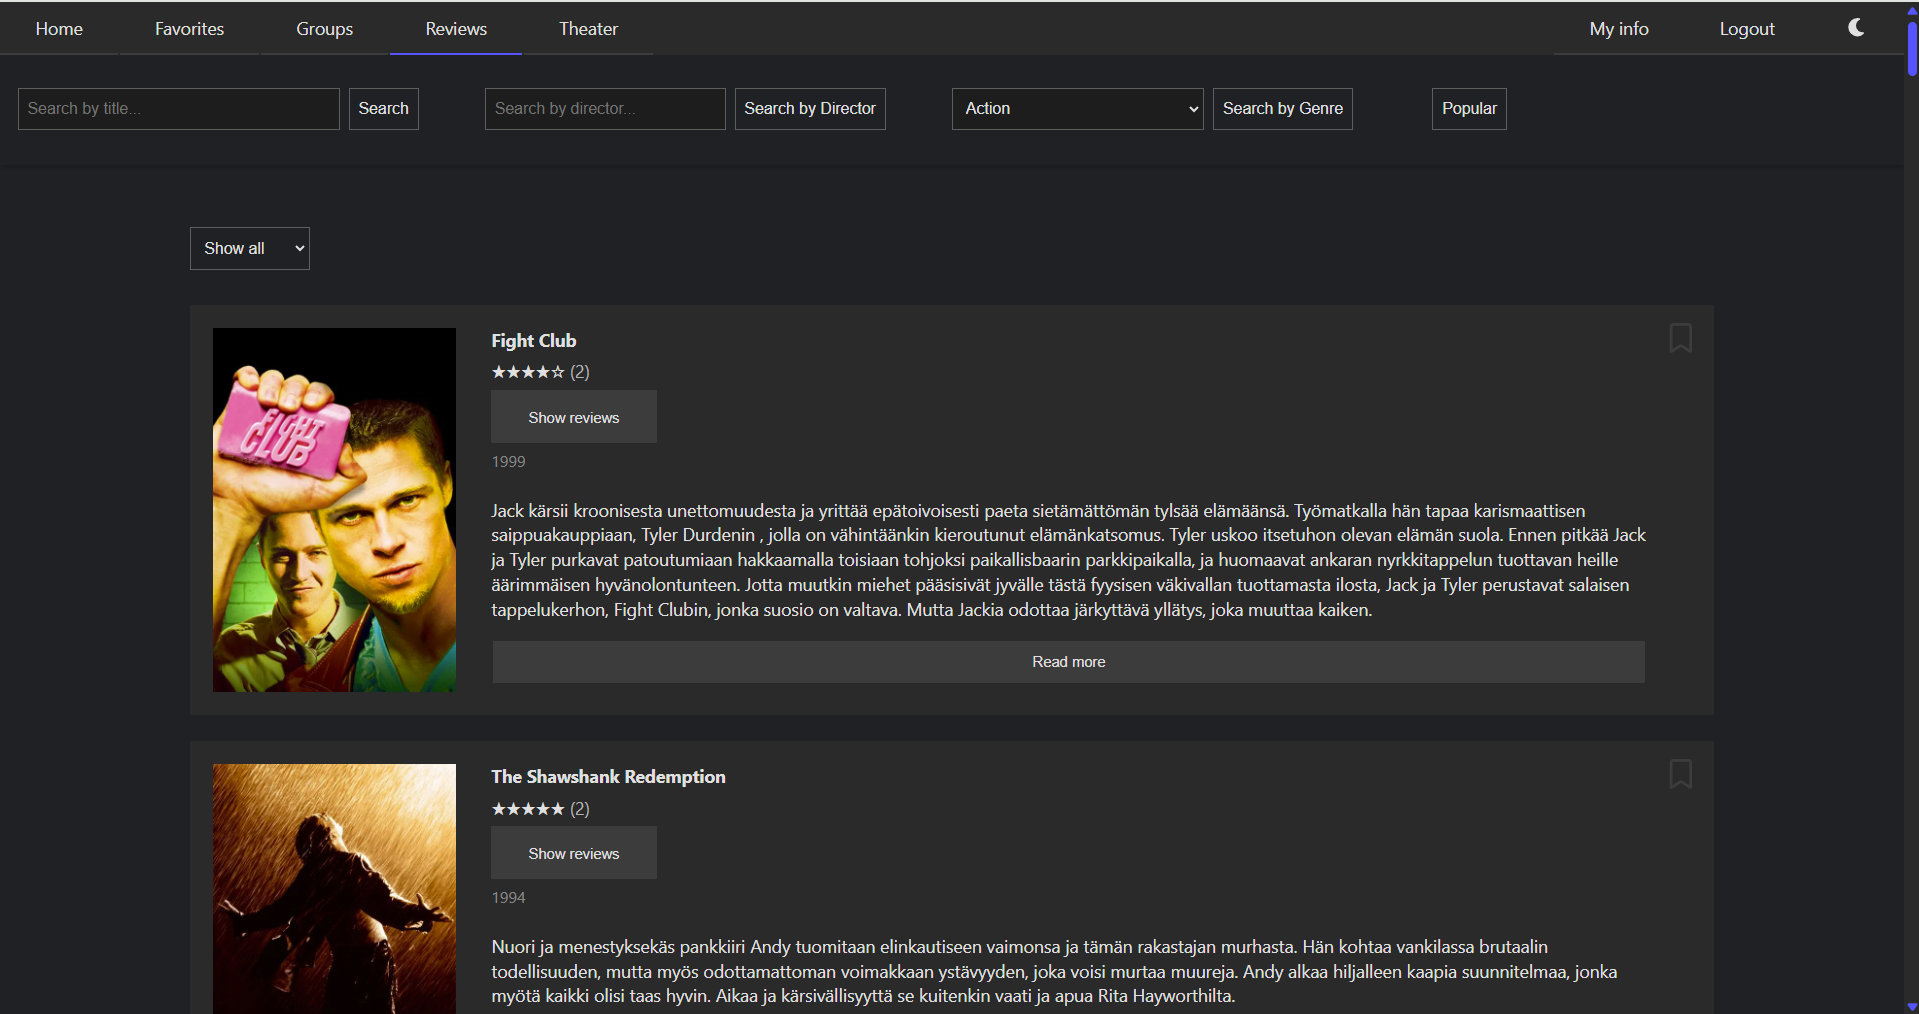 Home Favorites Groups Reviews Theater My info Logout
Search by title... Search Search by director... Search by Director Action Search by Genre Popular
Show all
Fight Club
★★★★☆ (2)
Show reviews
1999
FIGHT
CLUB
Jack kärsii kroonisesta unettomuudesta ja yrittää epätoivoisesti paeta sietämättömän tylsää elämäänsä. Työmatkalla hän tapaa karismaattisen
saippuakauppiaan, Tyler Durdenin , jolla on vähintäänkin kieroutunut elämänkatsomus. Tyler uskoo itsetuhon olevan elämän suola. Ennen pitkää Jack
ja Tyler purkavat patoutumiaan hakkaamalla toisiaan tohjoksi paikallisbaarin parkkipaikalla, ja huomaavat ankaran nyrkkitappelun tuottavan heille
äärimmäisen hyvänolontunteen. Jotta muutkin miehet pääsisivät jyvälle tästä fyysisen väkivallan tuottamasta ilosta, Jack ja Tyler perustavat salaisen
tappelukerhon, Fight Clubin, jonka suosio on valtava. Mutta Jackia odottaa järkyttävä yllätys, joka muuttaa kaiken.
Read more
The Shawshank Redemption
★★★★★ (2)
Show reviews
1994
Nuori ja menestyksekäs pankkiiri Andy tuomitaan elinkautiseen vaimonsa ja tämän rakastajan murhasta. Hän kohtaa vankilassa brutaalin
todellisuuden, mutta myös odottamattoman voimakkaan ystävyyden, joka voisi murtaa muureja. Andy alkaa hiljalleen kaapia suunnitelmaa, jonka
myötä kaikki olisi taas hyvin. Aikaa ja kärsivällisyyttä se kuitenkin vaati ja apua Rita Hayworthilta.